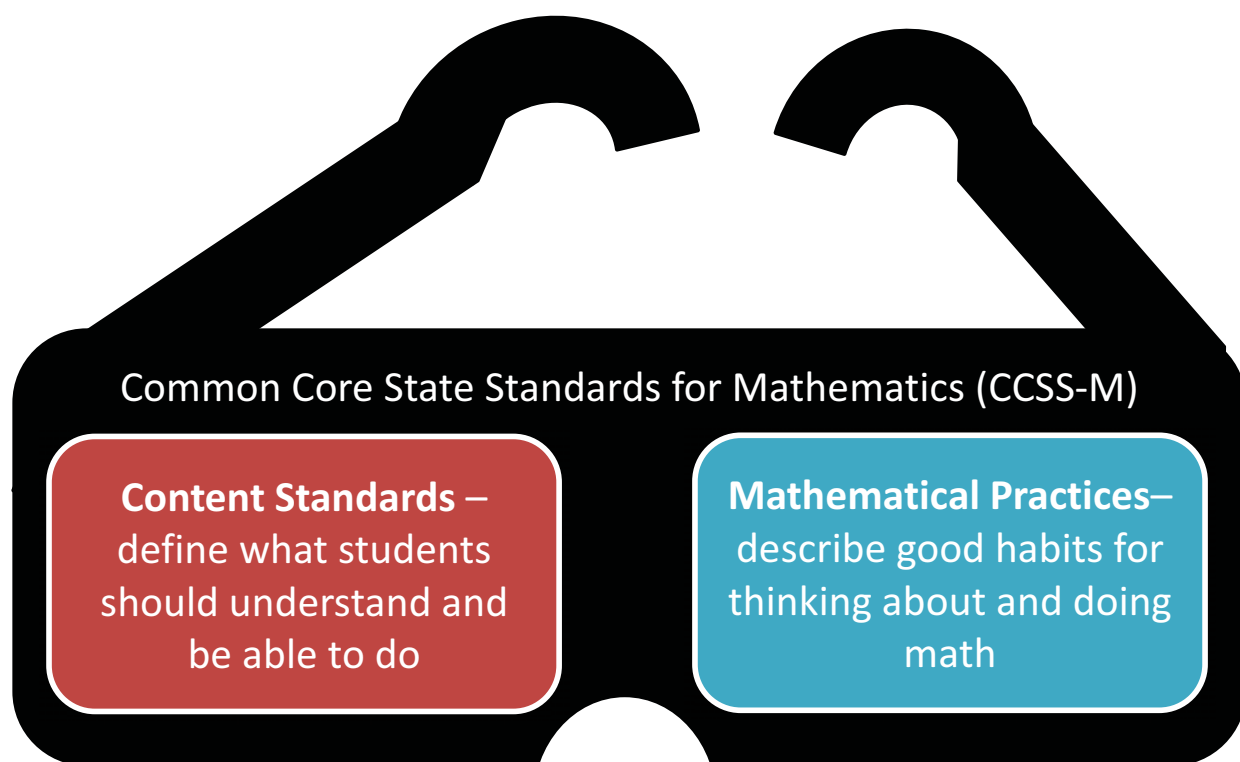 Common Core State Standards for Mathematics (CCSS-M)
Content Standards –
define what students
should understand and
be able to do
Mathematical Practices–
describe good habits for
thinking about and doing
math